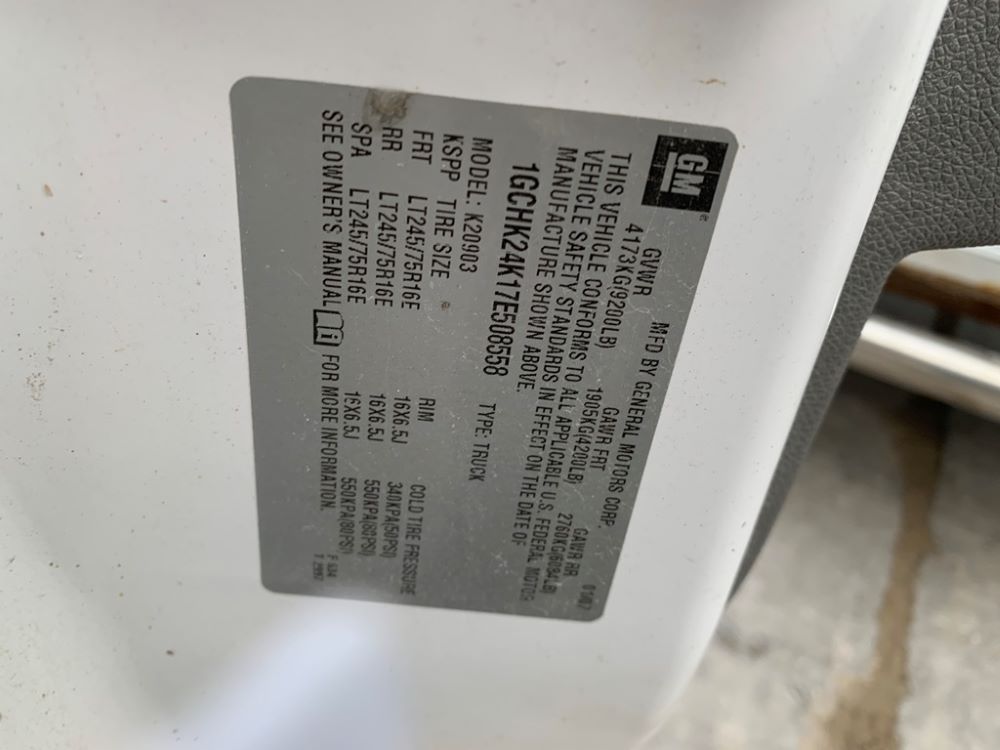 GM
MFD BY GENERAL MOTORS CORP. 01/07
GVWR GAWR FRT GAWR RR
4173KG(9200LB) 1905KG(4200LB) 2760KG(6084LB)
THIS VEHICLE CONFORMS TO ALL APPLICABLE U.S. FEDERAL MOTOR
VEHICLE SAFETY STANDARDS IN EFFECT ON THE DATE OF
MANUFACTURE SHOWN ABOVE.
1GCHK24K17E508558 TYPE: TRUCK
MODEL: K20903
KSPP TIRE SIZE RIM COLD TIRE PRESSURE
FRT LT245/75R16E 16X6.5J 340KPA(50PSI)
RR LT245/75R16E 16X6.5J 550KPA(80PSI)
SPA LT245/75R16E 16X6.5J 550KPA(80PSI)
SEE OWNER'S MANUAL FOR MORE INFORMATION.